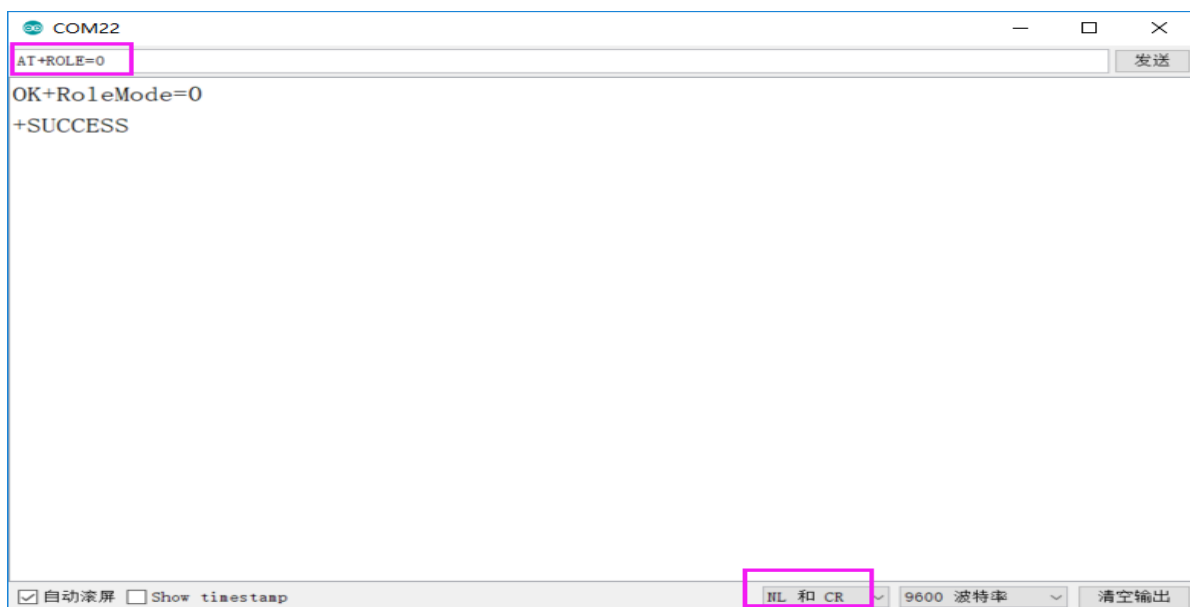 COM22
AT+ROLE=0
发送
OK+RoleMode=0
+SUCCESS
自动滚屏 Show timestamp NL 和 CR 9600 波特率 清空输出